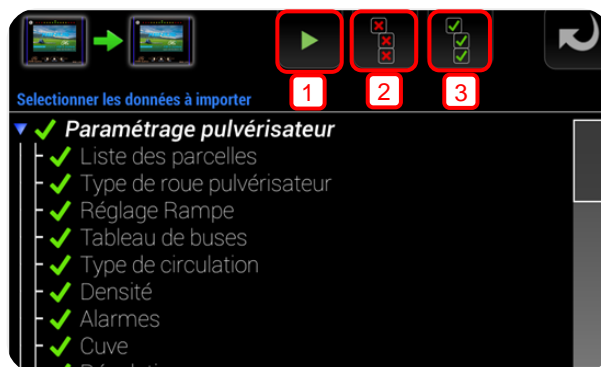 1
2
3
Selectionner les données à importer
Paramétrage pulvérisateur
Liste des parcelles
Type de roue pulvérisateur
Réglage Rampe
Tableau de buses
Type de circulation
Densité
Alarmes
Cuve